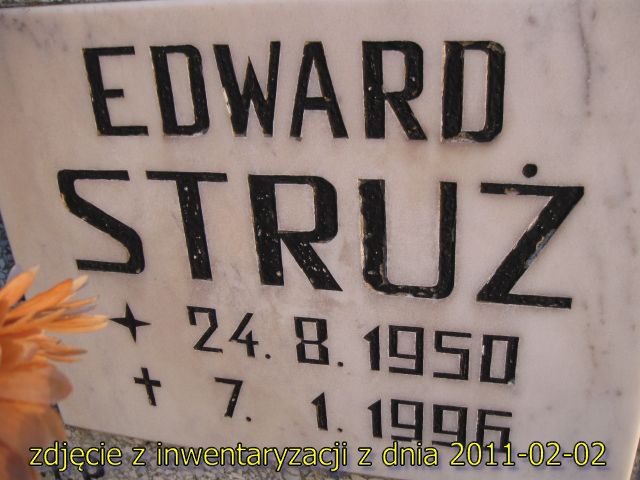 EDWARD
STRUŻ
24. 8. 1950
† 7. 1. 1996
zdjęcie z inwentaryzacji z dnia 2011-02-02